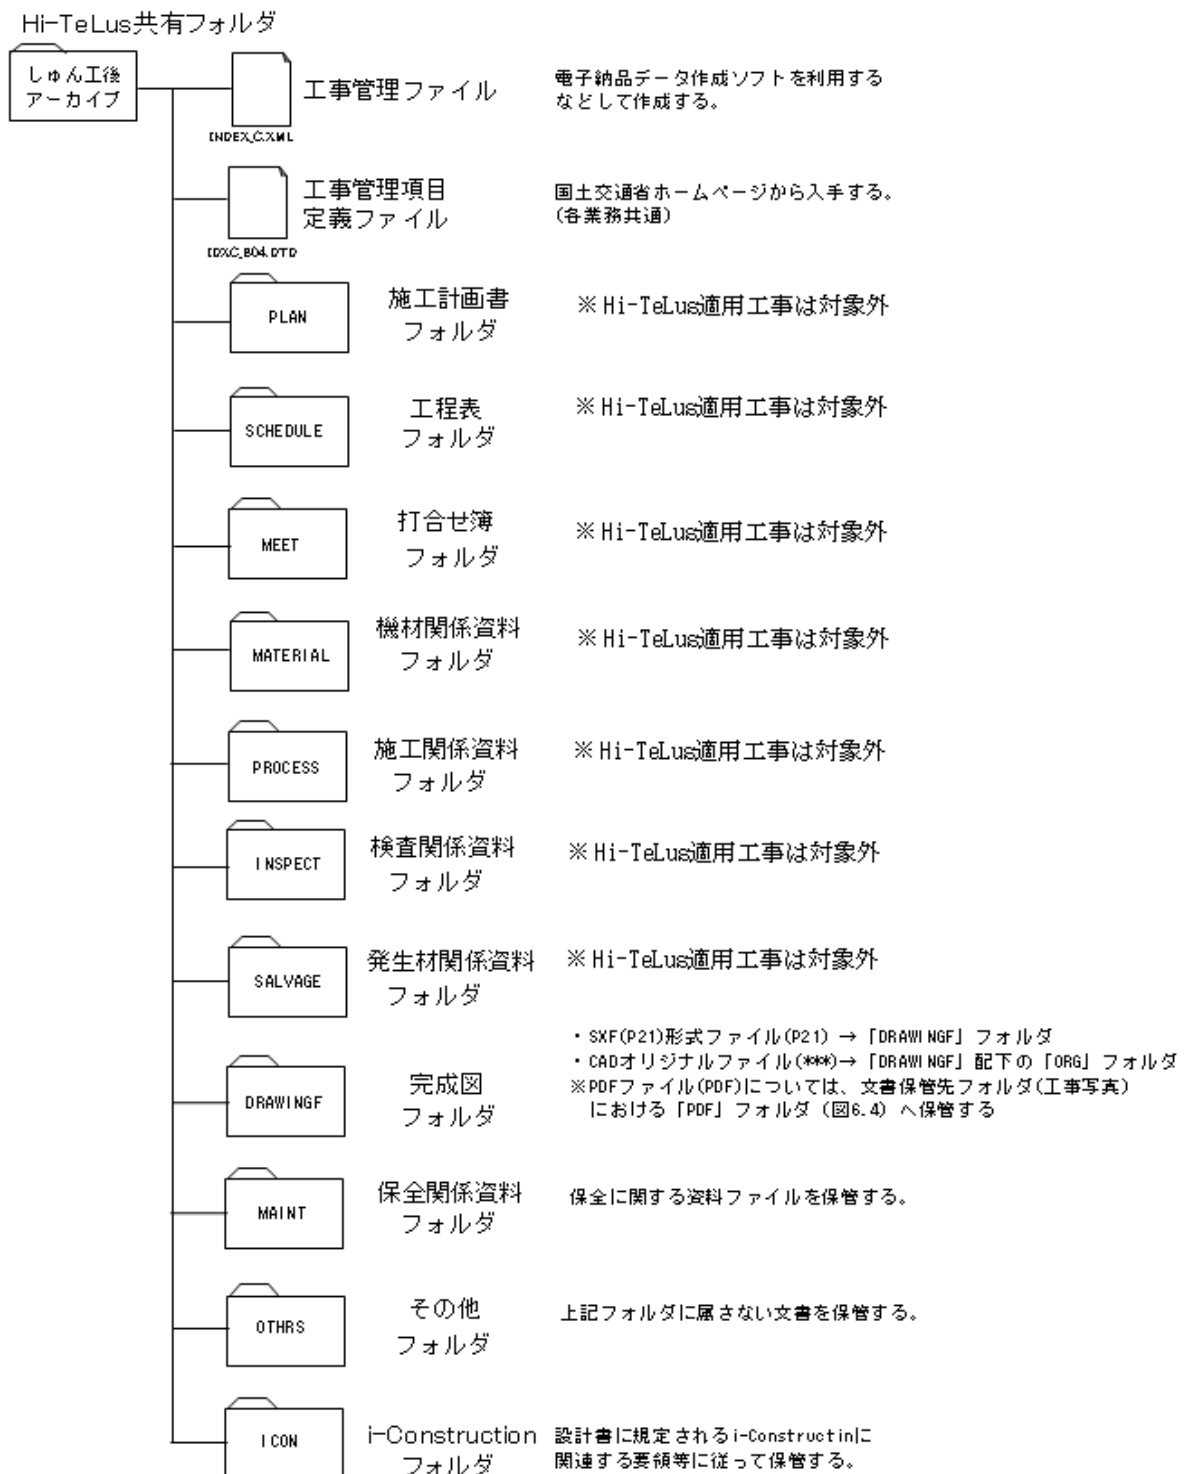 Hi-TeLus共有フォルダ
しゅん工後
アーカイブ
工事管理ファイル
電子納品データ作成ソフトを利用する
などして作成する。
INDEX_C.XML
工事管理項目
定義ファイル
国土交通省ホームページから入手する。
(各業務共通)
IDXC_B04.DTD
PLAN
施工計画書
フォルダ
※Hi-TeLus適用工事は対象外
SCHEDULE
工程表
フォルダ
※Hi-TeLus適用工事は対象外
MEET
打合せ簿
フォルダ
※Hi-TeLus適用工事は対象外
MATERIAL
機材関係資料
フォルダ
※Hi-TeLus適用工事は対象外
PROCESS
施工関係資料
フォルダ
※Hi-TeLus適用工事は対象外
INSPECT
検査関係資料
フォルダ
※Hi-TeLus適用工事は対象外
SALVAGE
発生材関係資料
フォルダ
※Hi-TeLus適用工事は対象外
DRAWINGF
完成図
フォルダ
・SXF(P21)形式ファイル(P21)→「DRAWINGF」フォルダ
・CADオリジナルファイル(***)→「DRAWINGF」配下の「ORG」フォルダ
※PDFファイル(PDF)については、文書保管先フォルダ(工事写真)
における「PDF」フォルダ(図6.4)へ保管する
MAINT
保全関係資料
フォルダ
保全に関する資料ファイルを保管する。
OTHRS
その他
フォルダ
上記フォルダに属さない文書を保管する。
ICON
i-Construction
フォルダ
設計書に規定されるi-Constructinに
関連する要領等に従って保管する。